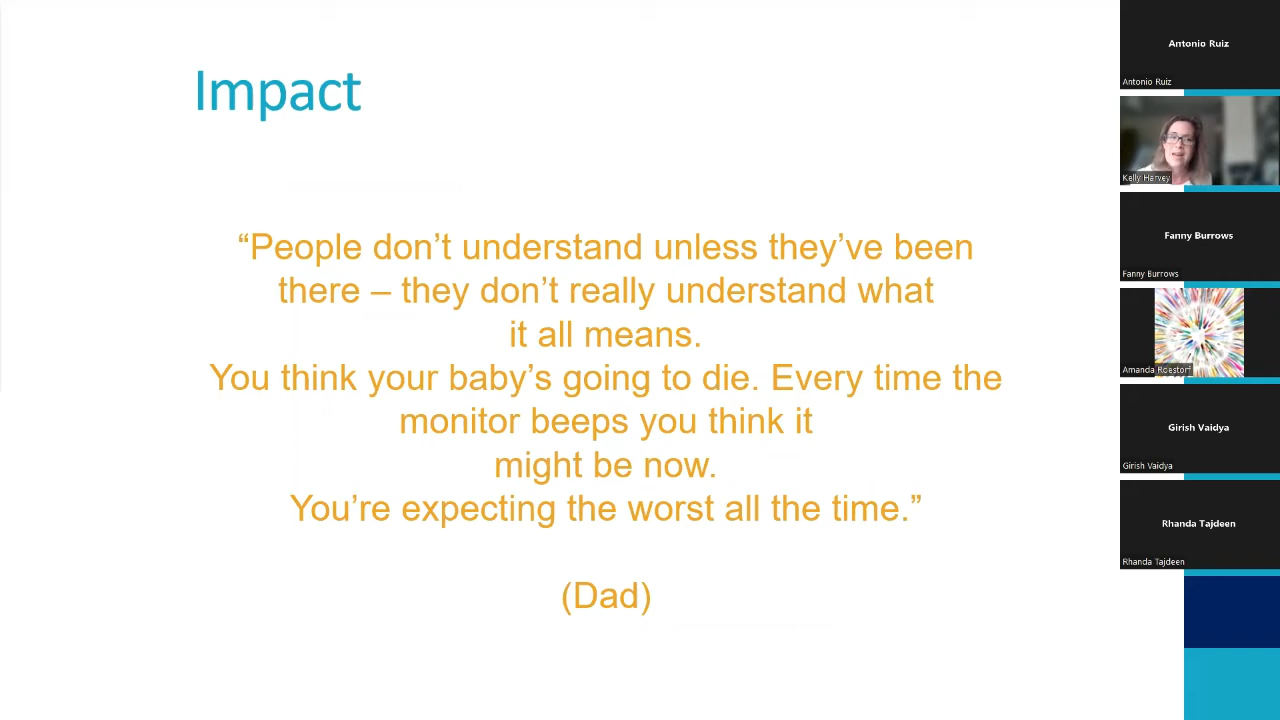 Impact
“People don’t understand unless they’ve been
there – they don’t really understand what
it all means.
You think your baby’s going to die. Every time the
monitor beeps you think it
might be now.
You’re expecting the worst all the time.”
(Dad)
Antonio Ruiz
Antonio Ruiz
Kelly Harvey
Fanny Burrows
Fanny Burrows
Amanda Roestorf
Girish Vaidya
Girish Vaidya
Rhanda Tajdeen
Rhanda Tajdeen